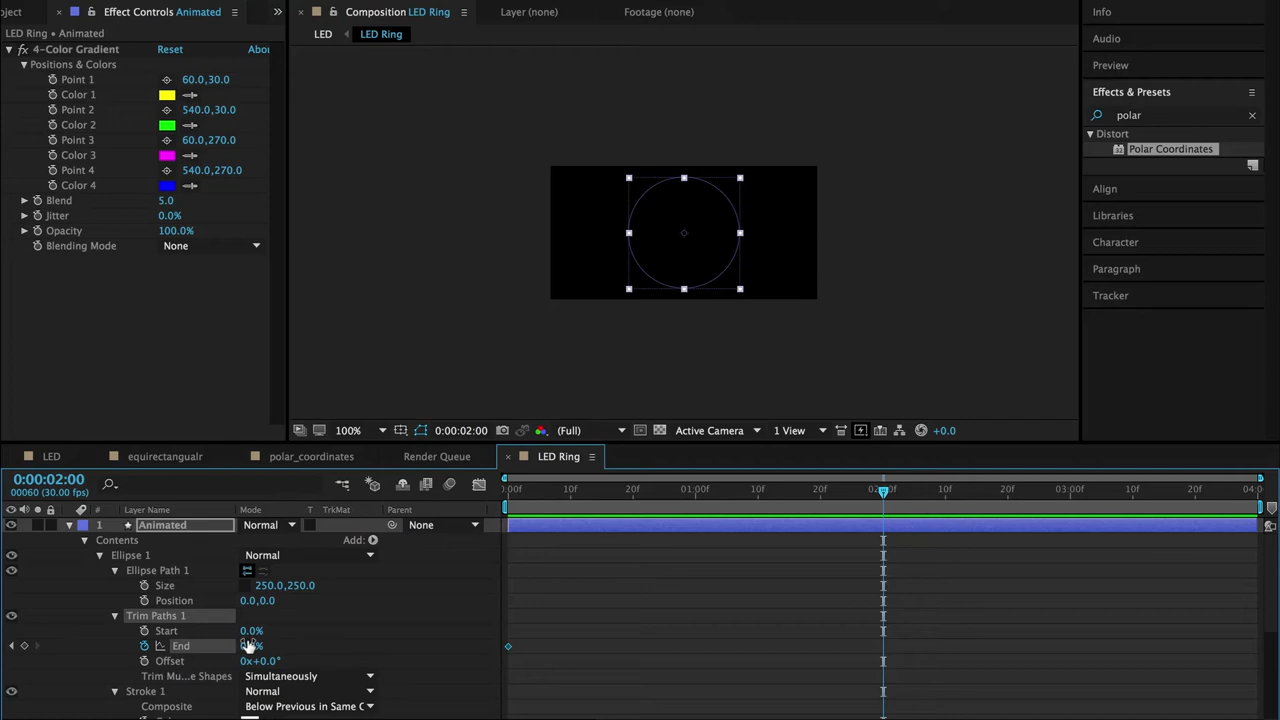 oject
Effect Controls Animated
Composition LED Ring
Layer (none)
Footage (none)
Info
LED Ring • Animated
LED
LED Ring
Audio
fx 4-Color Gradient Reset Abou
Positions & Colors
Preview
Point 1 60.0,30.0
Color 1
Effects & Presets
Point 2 540.0,30.0
polar
Color 2
Distort
Point 3 60.0,270.0
Polar Coordinates
Color 3
Point 4 540.0,270.0
Color 4
Align
Blend 5.0
Libraries
Jitter 0.0%
Opacity 100.0%
Character
Blending Mode None
Paragraph
Tracker
100% 0:00:02:00 (Full) Active Camera 1 View +0.0
LED
equirectangualr
polar_coordinates
Render Queue
LED Ring
0:00:02:00
00060 (30.00 fps)
:00f 10f 20f 01:00f 10f 20f 02:00f 10f 20f 03:00f 10f 20f 04:0
# Layer Name Mode T TrkMat Parent
1 Animated Normal None
Contents Add:
Ellipse 1 Normal
Ellipse Path 1
Size 250.0,250.0
Position 0.0,0.0
Trim Paths 1
Start 0.0%
End
Offset 0x+0.0°
Trim Mu...e Shapes Simultaneously
Stroke 1 Normal
Composite Below Previous in Same G